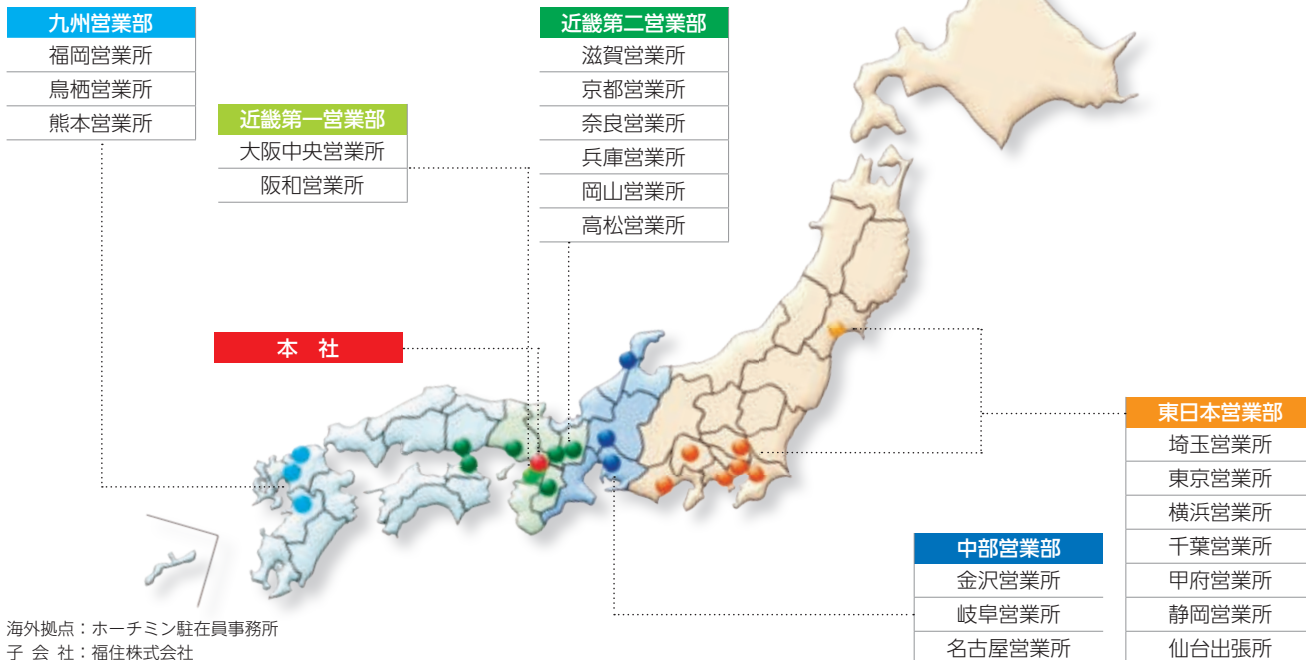 九州営業部
福岡営業所
鳥栖営業所
熊本営業所
近畿第一営業部
大阪中央営業所
阪和営業所
近畿第二営業部
滋賀営業所
京都営業所
奈良営業所
兵庫営業所
岡山営業所
高松営業所
本 社
東日本営業部
埼玉営業所
東京営業所
横浜営業所
千葉営業所
甲府営業所
静岡営業所
仙台出張所
中部営業部
金沢営業所
岐阜営業所
名古屋営業所
海外拠点：ホーチミン駐在員事務所
子 会 社：福住株式会社